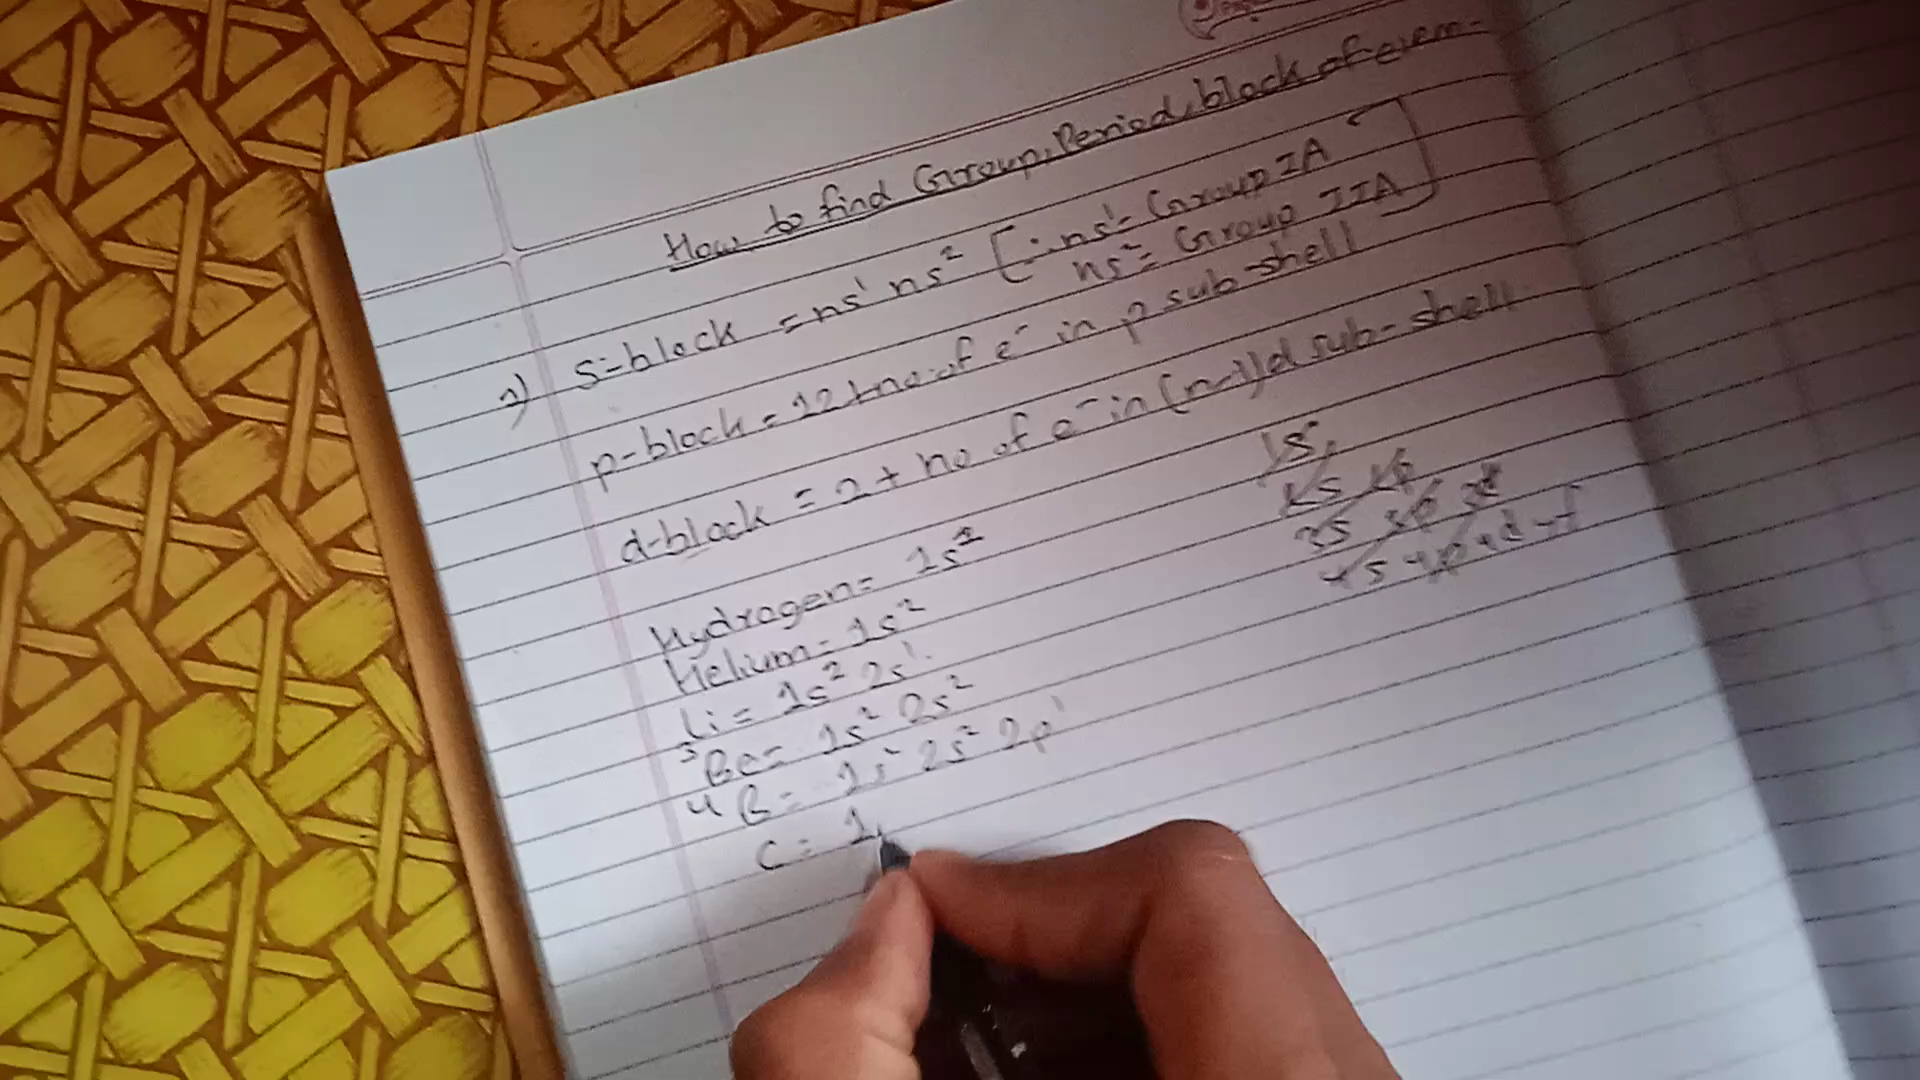 How to find Group, Period, block of elem-
1) s-block = ns¹ ns² [∴ ns¹ = Group IA
ns² = Group IIA]
p-block = 12 + no. of e⁻ in p sub-shell
d-block = 2 + no of e⁻ in (n-1)d sub-shell
1s
2s 2p
3s 3p 3d
4s 4p 4d 4f
Hydrogen = 1s¹
Helium = 1s²
Li = 1s² 2s¹
3 Be = 1s² 2s²
4 B = 1s² 2s² 2p¹
C = 1